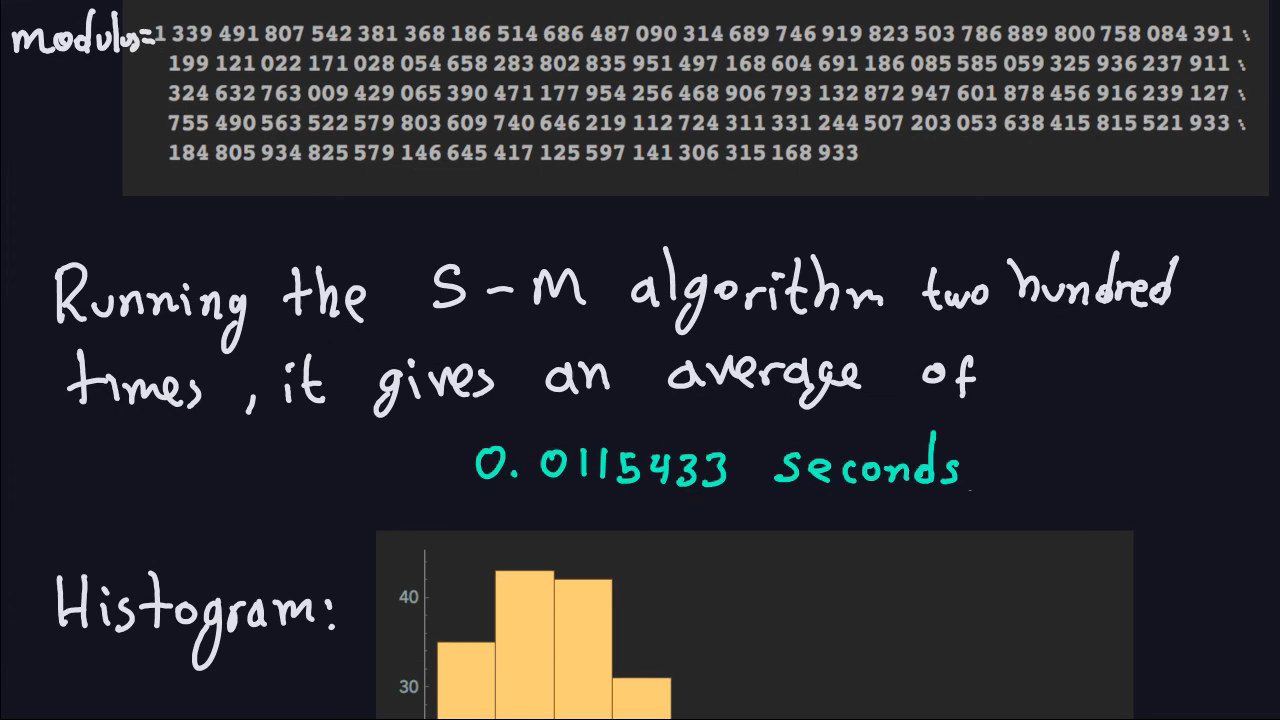 modulus=1 339 491 807 542 381 368 186 514 686 487 090 314 689 746 919 823 503 786 889 800 758 084 391 \
199 121 022 171 028 054 658 283 802 835 951 497 168 604 691 186 085 585 059 325 936 237 911 \
324 632 763 009 429 065 390 471 177 954 256 468 906 793 132 872 947 601 878 456 916 239 127 \
755 490 563 522 579 803 609 740 646 219 112 724 311 331 244 507 203 053 638 415 815 521 933 \
184 805 934 825 579 146 645 417 125 597 141 306 315 168 933
Running the S-M algorithm two hundred
times, it gives an average of
0.0115433 seconds
Histogram:
40
30